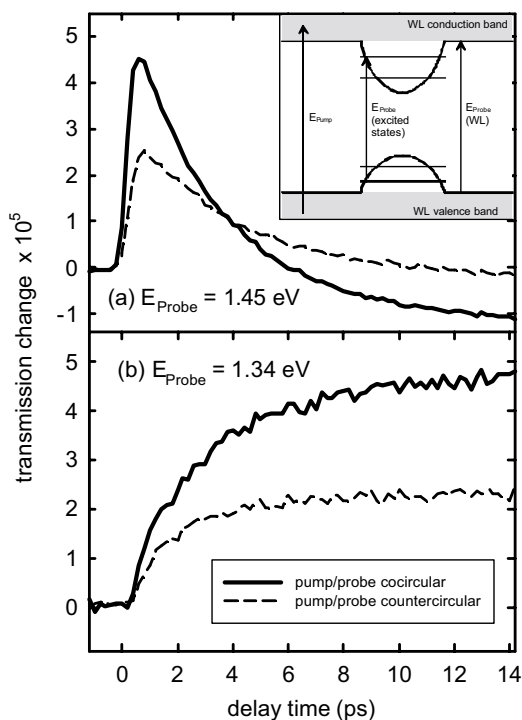 5
4
3
2
1
0
-1
transmission change x 10⁵
(a) E_Probe = 1.45 eV
WL conduction band
E_Pump
E_Probe
(excited
states)
E_Probe
(WL)
WL valence band
5
4
3
2
1
0
(b) E_Probe = 1.34 eV
pump/probe cocircular
pump/probe countercircular
0 2 4 6 8 10 12 14
delay time (ps)